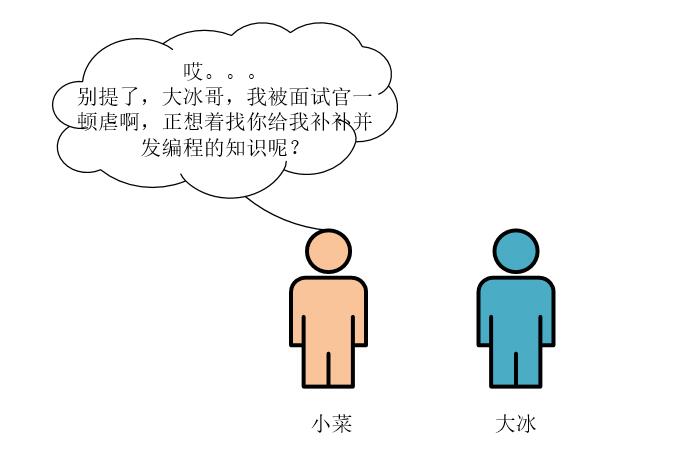 哎。。。
别提了，大冰哥，我被面试官一
顿虐啊，正想着找你给我补补并
发编程的知识呢？
小菜
大冰